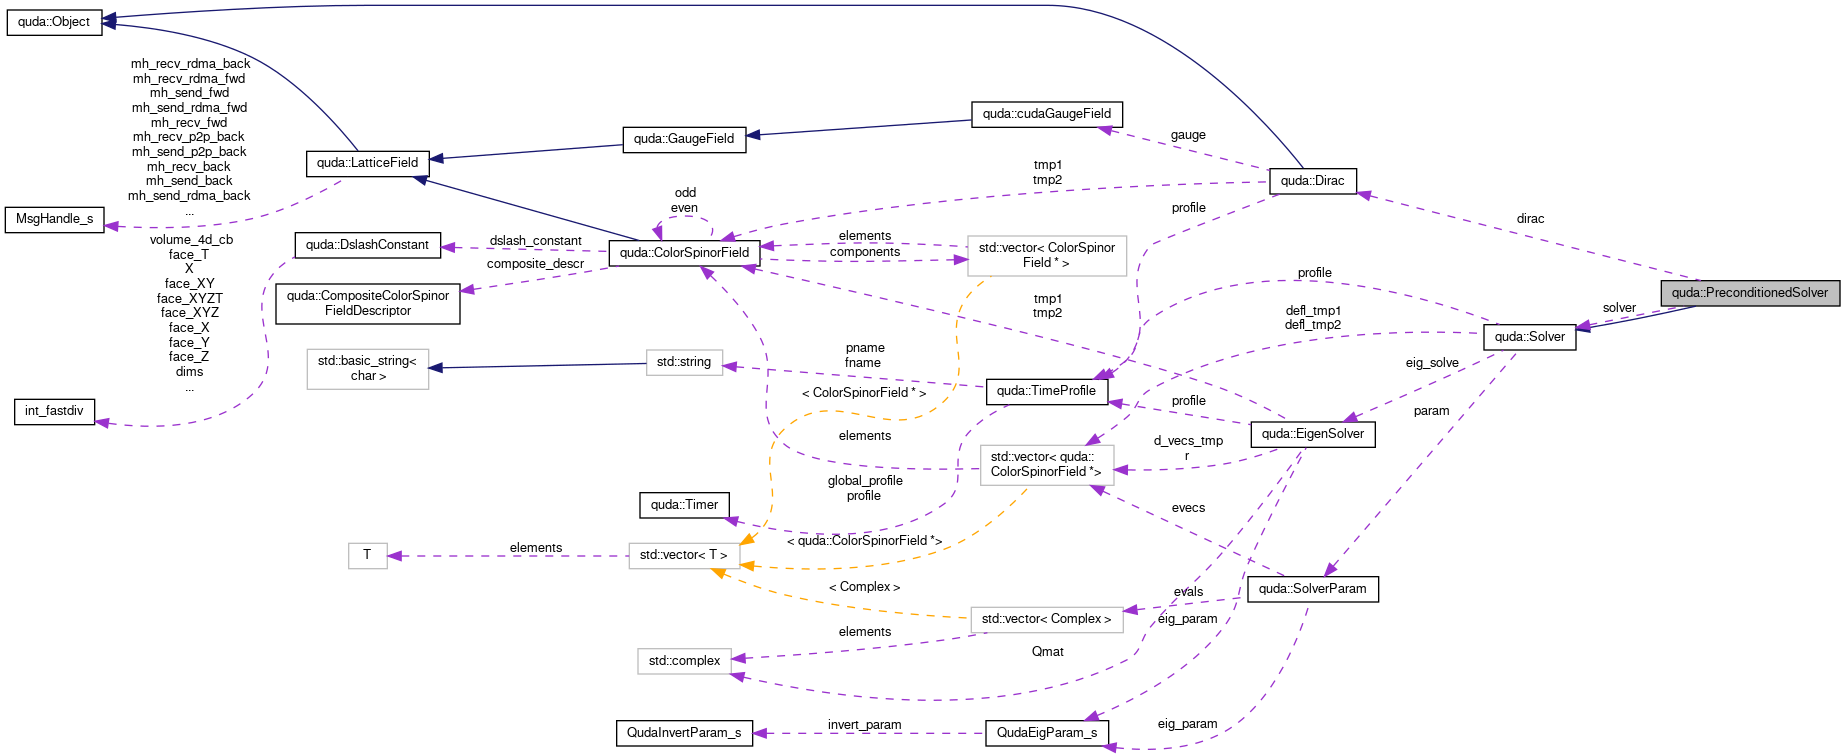 quda::Object
mh_recv_rdma_back
mh_recv_rdma_fwd
mh_send_fwd
mh_send_rdma_fwd
mh_recv_fwd
mh_recv_p2p_back
mh_send_p2p_back
mh_recv_back
mh_send_back
mh_send_rdma_back
...
MsgHandle_s
volume_4d_cb
face_T
X
face_XY
face_XYZT
face_XYZ
face_X
face_Y
face_Z
dims
...
int_fastdiv
quda::LatticeField
quda::DslashConstant
quda::CompositeColorSpinor
FieldDescriptor
std::basic_string<
char >
T
dslash_constant
composite_descr
elements
quda::GaugeField
odd
even
quda::ColorSpinorField
std::string
quda::Timer
std::vector< T >
std::complex
QudaInvertParam_s
elements
components
pname
fname
< ColorSpinorField * >
elements
global_profile
profile
< quda::ColorSpinorField *>
< Complex >
elements
invert_param
quda::cudaGaugeField
std::vector< ColorSpinor
Field * >
tmp1
tmp2
tmp1
tmp2
quda::TimeProfile
std::vector< quda::
ColorSpinorField *>
std::vector< Complex >
Qmat
QudaEigParam_s
gauge
profile
profile
d_vecs_tmp
r
evecs
evals
eig_param
eig_param
quda::Dirac
profile
defl_tmp1
defl_tmp2
quda::EigenSolver
quda::SolverParam
dirac
eig_solve
param
solver
quda::Solver
quda::PreconditionedSolver